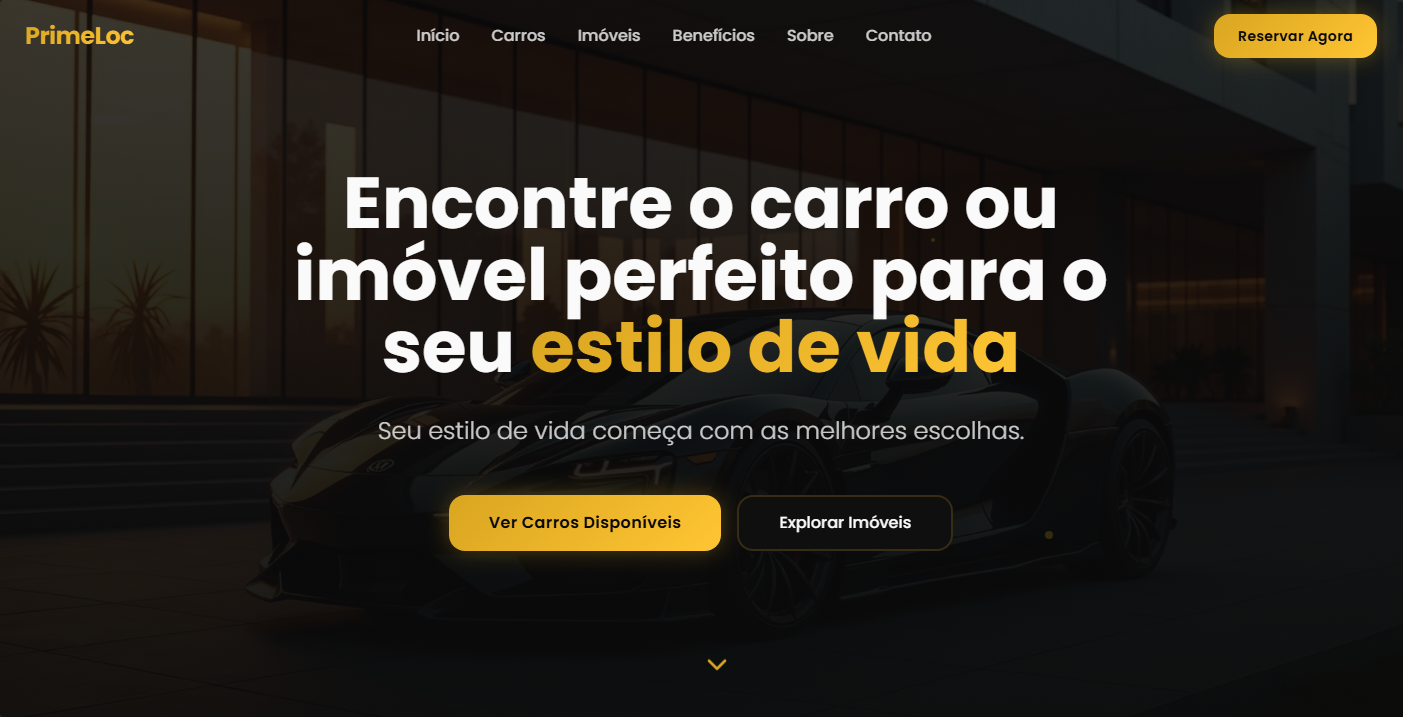 PrimeLoc
Início
Carros
Imóveis
Benefícios
Sobre
Contato
Reservar Agora
Encontre o carro ou
imóvel perfeito para o
seu estilo de vida
Seu estilo de vida começa com as melhores escolhas.
Ver Carros Disponíveis
Explorar Imóveis